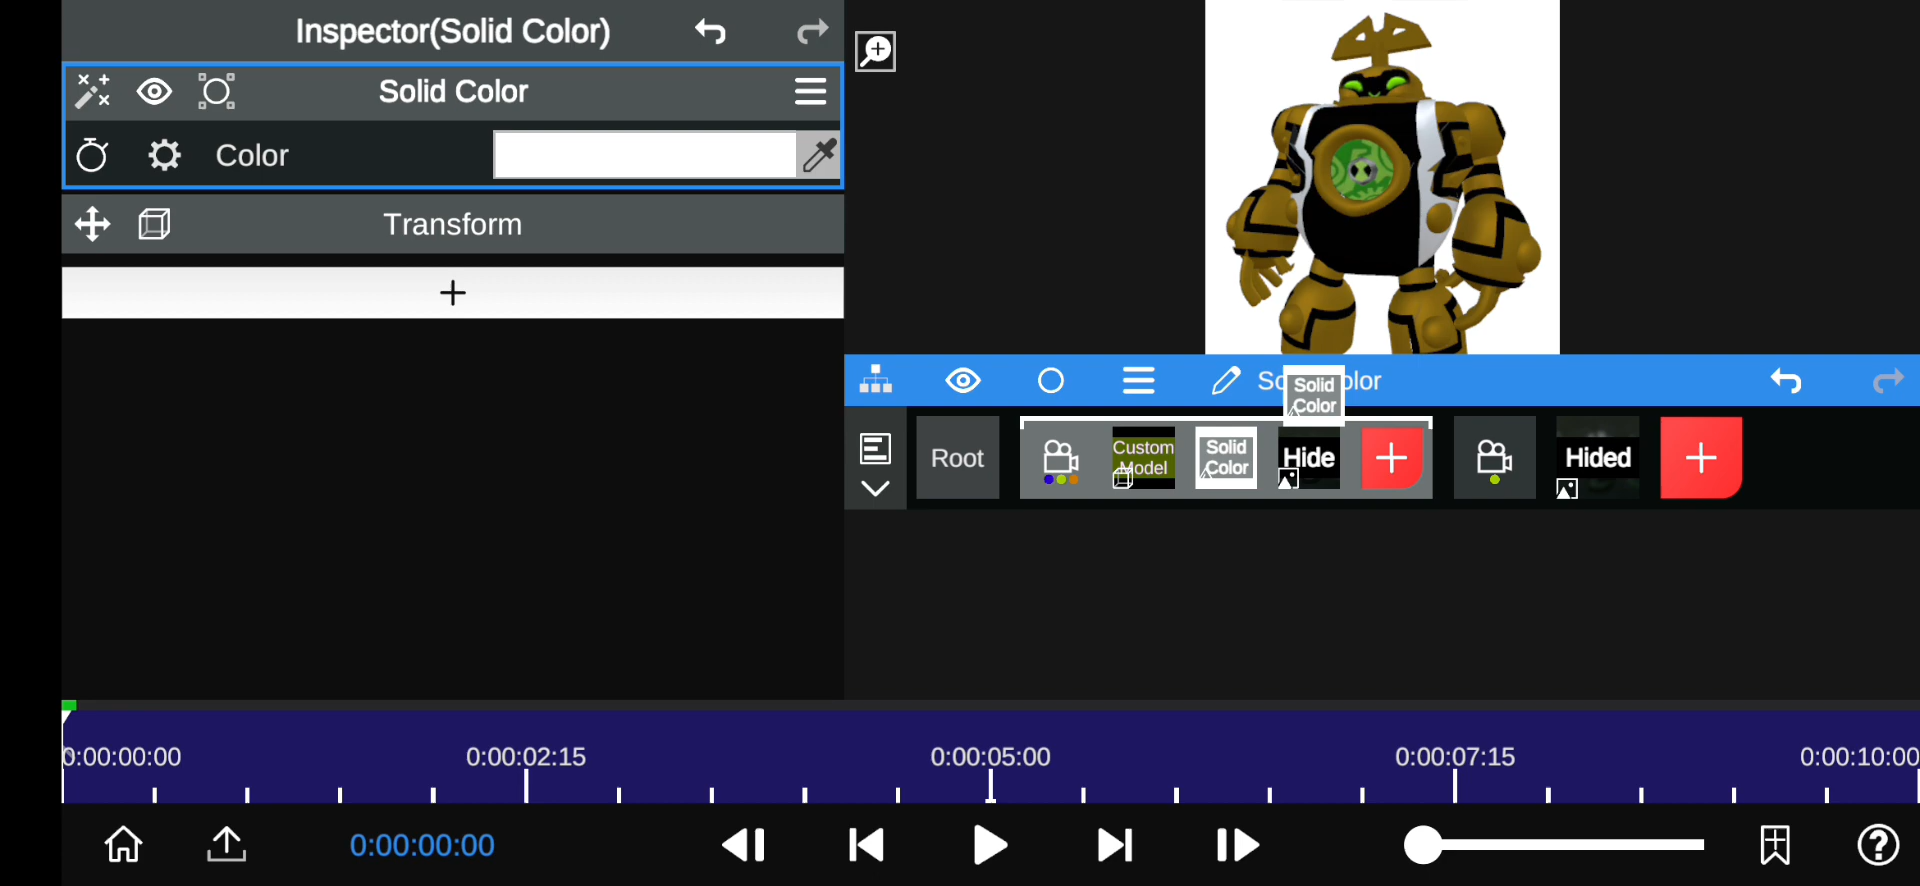 Inspector(Solid Color)
Solid Color
Color
Transform
+
Solid Color
Solid
Color
Root
Custom
Model
Solid
Color
Hide
Hided
0:00:00:00
0:00:02:15
0:00:05:00
0:00:07:15
0:00:10:00
0:00:00:00